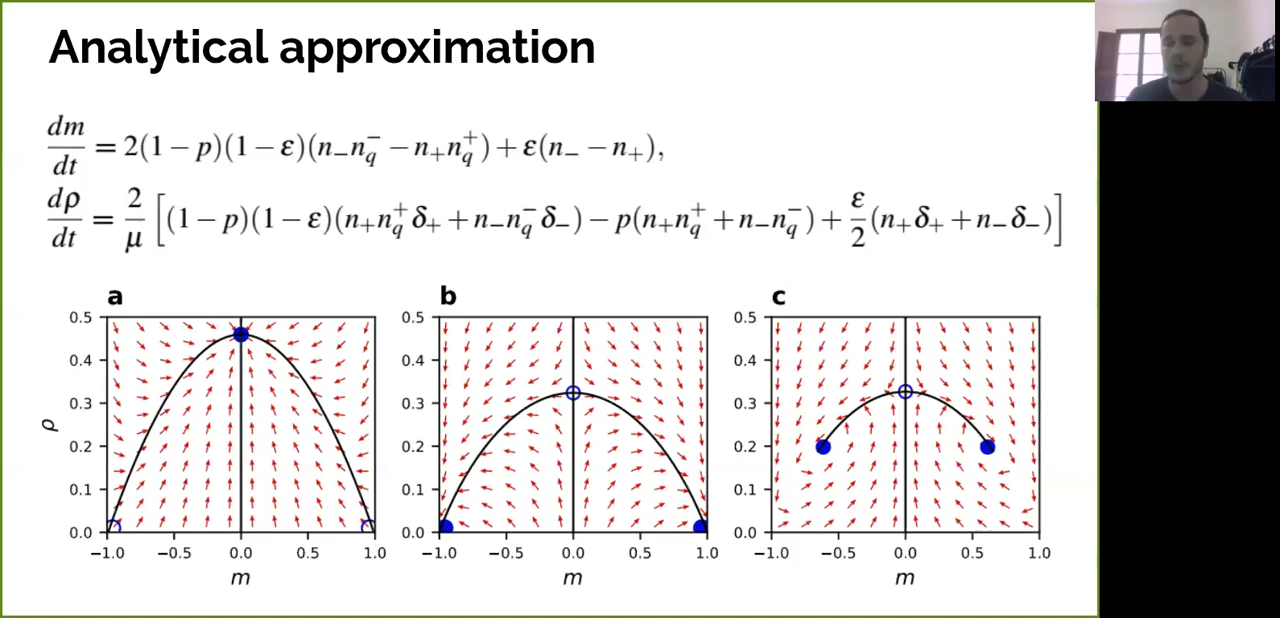 Analytical approximation
dm/dt = 2(1 − p)(1 − ε)(n₋n_q⁻ − n₊n_q⁺) + ε(n₋ − n₊),
dρ/dt = 2/μ [(1 − p)(1 − ε)(n₊n_q⁺δ₊ + n₋n_q⁻δ₋) − p(n₊n_q⁺ + n₋n_q⁻) + ε/2(n₊δ₊ + n₋δ₋)]
a b c
0.5 0.5 0.5
0.4 0.4 0.4
0.3 0.3 0.3
ρ
0.2 0.2 0.2
0.1 0.1 0.1
0.0 0.0 0.0
−1.0 −0.5 0.0 0.5 1.0 −1.0 −0.5 0.0 0.5 1.0 −1.0 −0.5 0.0 0.5 1.0
m m m